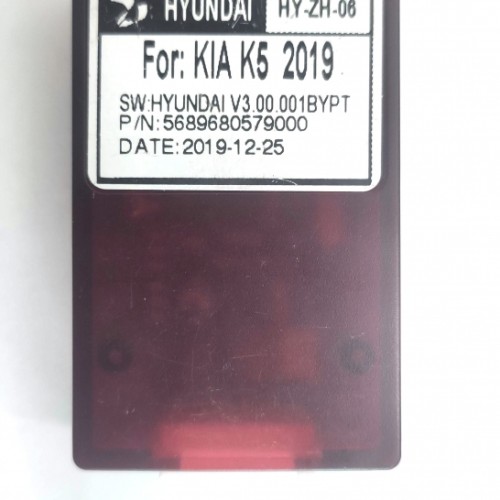 HYUNDAI HY-ZH-06
For: KIA K5 2019
SW:HYUNDAI V3.00.001BYPT
P/N:5689680579000
DATE:2019-12-25